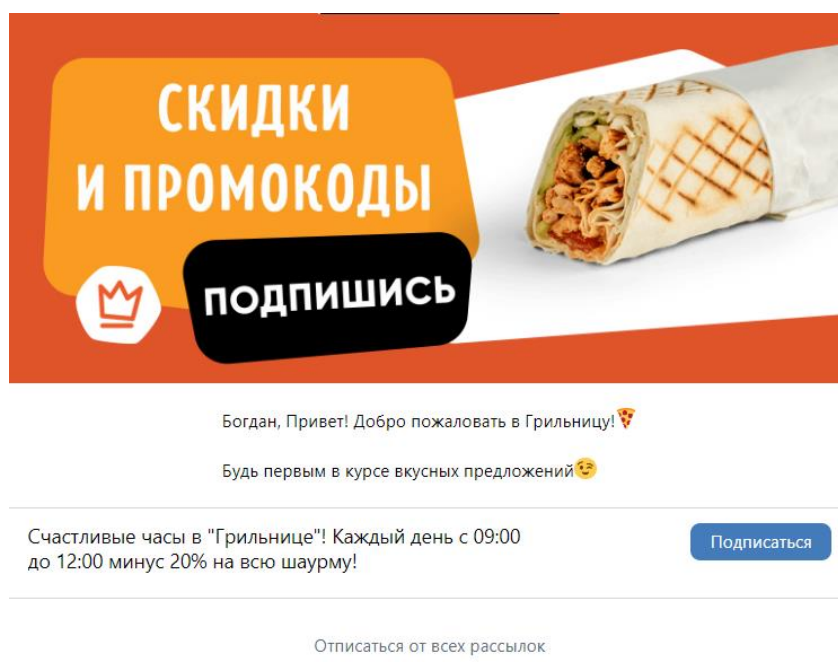 СКИДКИ
И ПРОМОКОДЫ
ПОДПИШИСЬ
Богдан, Привет! Добро пожаловать в Грильницу!🍕
Будь первым в курсе вкусных предложений😉
Счастливые часы в "Грильнице"! Каждый день с 09:00
до 12:00 минус 20% на всю шаурму!
Подписаться
Отписаться от всех рассылок